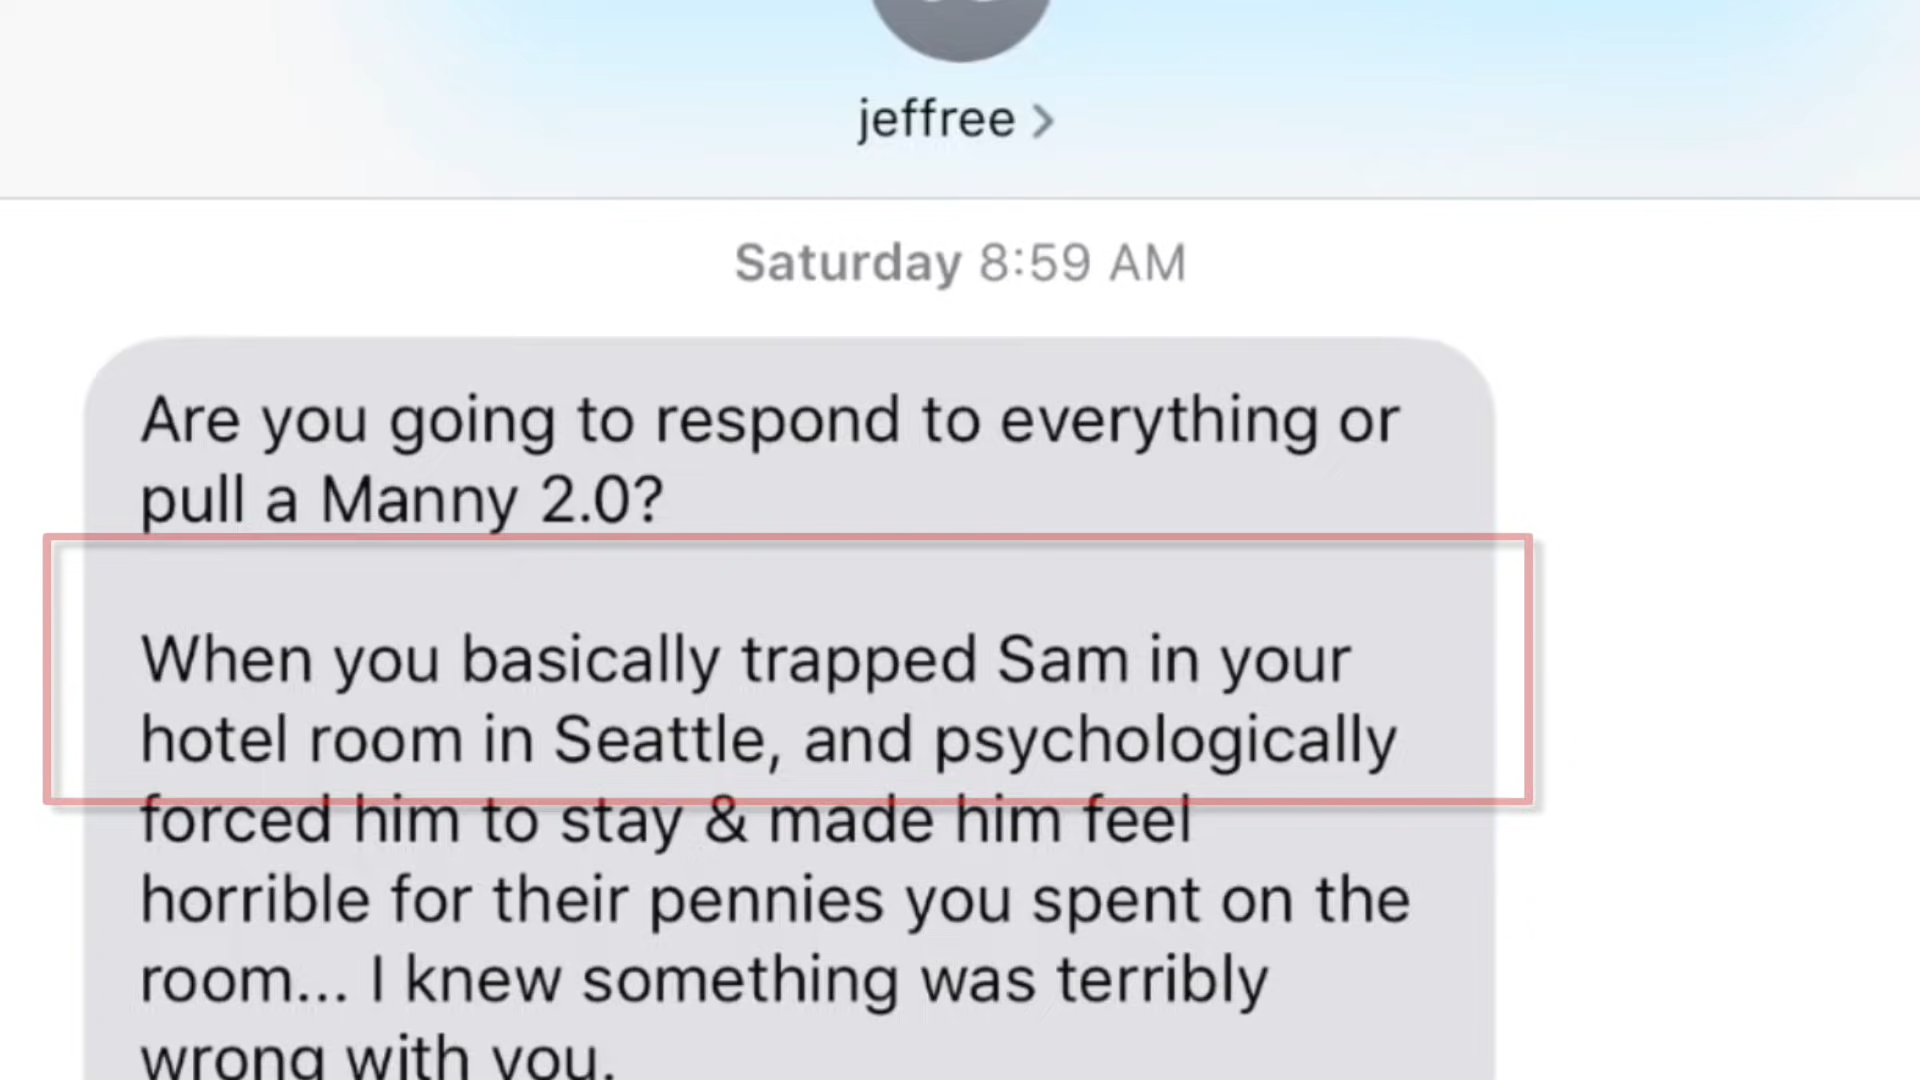 jeffree >
Saturday 8:59 AM
Are you going to respond to everything or
pull a Manny 2.0?
When you basically trapped Sam in your
hotel room in Seattle, and psychologically
forced him to stay & made him feel
horrible for their pennies you spent on the
room... I knew something was terribly
wrong with you.